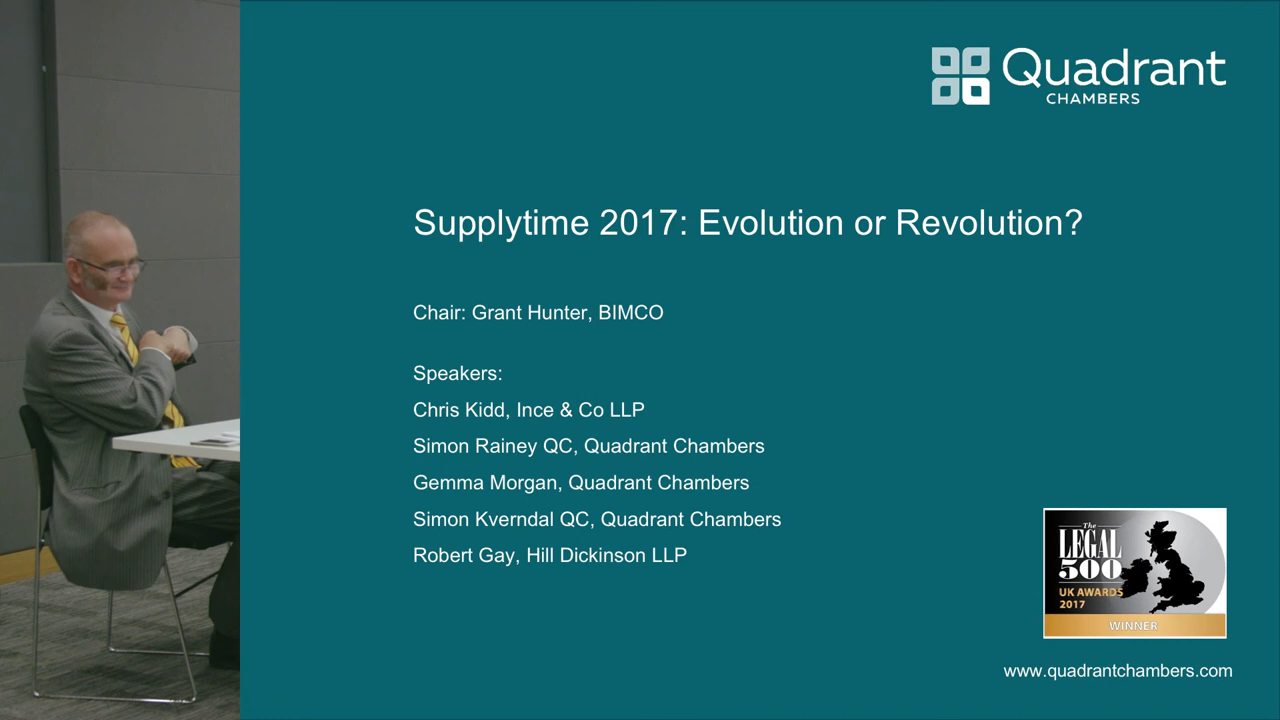 Quadrant
CHAMBERS
Supplytime 2017: Evolution or Revolution?
Chair: Grant Hunter, BIMCO
Speakers:
Chris Kidd, Ince & Co LLP
Simon Rainey QC, Quadrant Chambers
Gemma Morgan, Quadrant Chambers
Simon Kverndal QC, Quadrant Chambers
Robert Gay, Hill Dickinson LLP
The
LEGAL
500
UK AWARDS
2017
WINNER
www.quadrantchambers.com